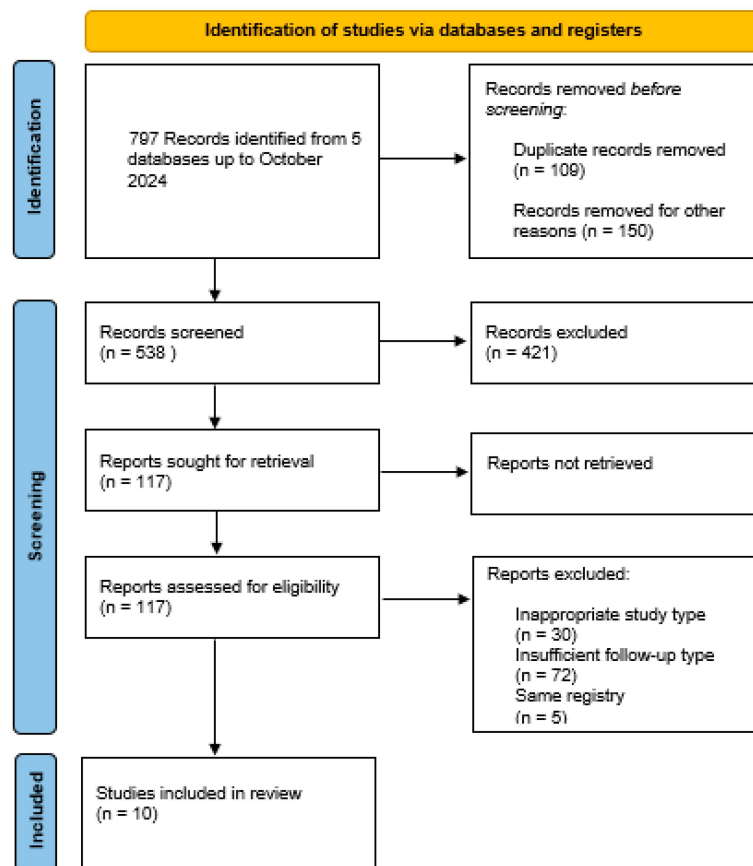 Identification of studies via databases and registers
Identification
797 Records identified from 5
databases up to October
2024
Records removed before
screening:
Duplicate records removed
(n = 109)
Records removed for other
reasons (n = 150)
Screening
Records screened
(n = 538 )
Records excluded
(n = 421)
Reports sought for retrieval
(n = 117)
Reports not retrieved
Reports assessed for eligibility
(n = 117)
Reports excluded:
Inappropriate study type
(n = 30)
Insufficient follow-up type
(n = 72)
Same registry
(n = 5)
Included
Studies included in review
(n = 10)